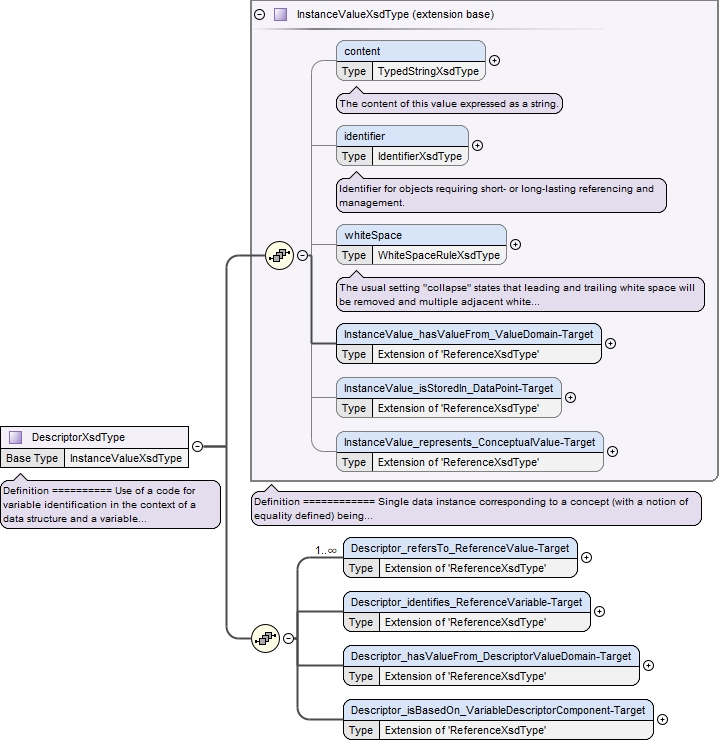 InstanceValueXsdType (extension base)
content
Type TypedStringXsdType
The content of this value expressed as a string.
identifier
Type IdentifierXsdType
Identifier for objects requiring short- or long-lasting referencing and
management.
whiteSpace
Type WhiteSpaceRuleXsdType
The usual setting "collapse" states that leading and trailing white space will
be removed and multiple adjacent white...
InstanceValue_hasValueFrom_ValueDomain-Target
Type Extension of 'ReferenceXsdType'
InstanceValue_isStoredIn_DataPoint-Target
Type Extension of 'ReferenceXsdType'
InstanceValue_represents_ConceptualValue-Target
Type Extension of 'ReferenceXsdType'
DescriptorXsdType
Base Type InstanceValueXsdType
Definition ========== Use of a code for
variable identification in the context of a
data structure and a variable...
Definition ============ Single data instance corresponding to a concept (with a notion of
equality defined) being...
1..∞
Descriptor_refersTo_ReferenceValue-Target
Type Extension of 'ReferenceXsdType'
Descriptor_identifies_ReferenceVariable-Target
Type Extension of 'ReferenceXsdType'
Descriptor_hasValueFrom_DescriptorValueDomain-Target
Type Extension of 'ReferenceXsdType'
Descriptor_isBasedOn_VariableDescriptorComponent-Target
Type Extension of 'ReferenceXsdType'